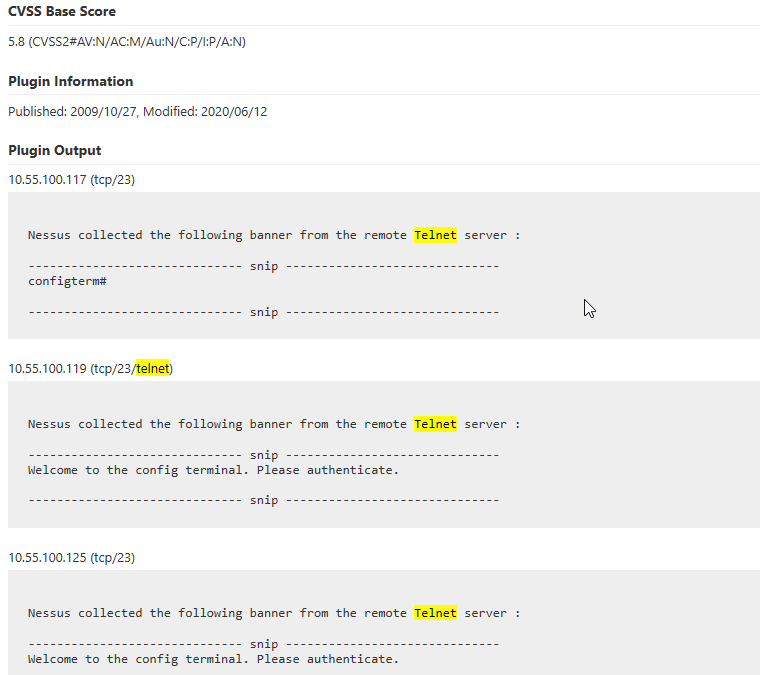 CVSS Base Score
5.8 (CVSS2#AV:N/AC:M/Au:N/C:P/I:P/A:N)
Plugin Information
Published: 2009/10/27, Modified: 2020/06/12
Plugin Output
10.55.100.117 (tcp/23)
Nessus collected the following banner from the remote Telnet server :
------------------------------ snip ------------------------------
configterm#
------------------------------ snip ------------------------------
10.55.100.119 (tcp/23/telnet)
Nessus collected the following banner from the remote Telnet server :
------------------------------ snip ------------------------------
Welcome to the config terminal. Please authenticate.
------------------------------ snip ------------------------------
10.55.100.125 (tcp/23)
Nessus collected the following banner from the remote Telnet server :
------------------------------ snip ------------------------------
Welcome to the config terminal. Please authenticate.